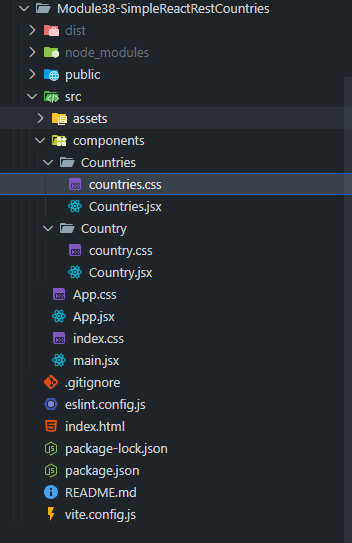 Module38-SimpleReactRestCountries
dist
node_modules
public
src
assets
components
Countries
countries.css
Countries.jsx
Country
country.css
Country.jsx
App.css
App.jsx
index.css
main.jsx
.gitignore
eslint.config.js
index.html
package-lock.json
package.json
README.md
vite.config.js